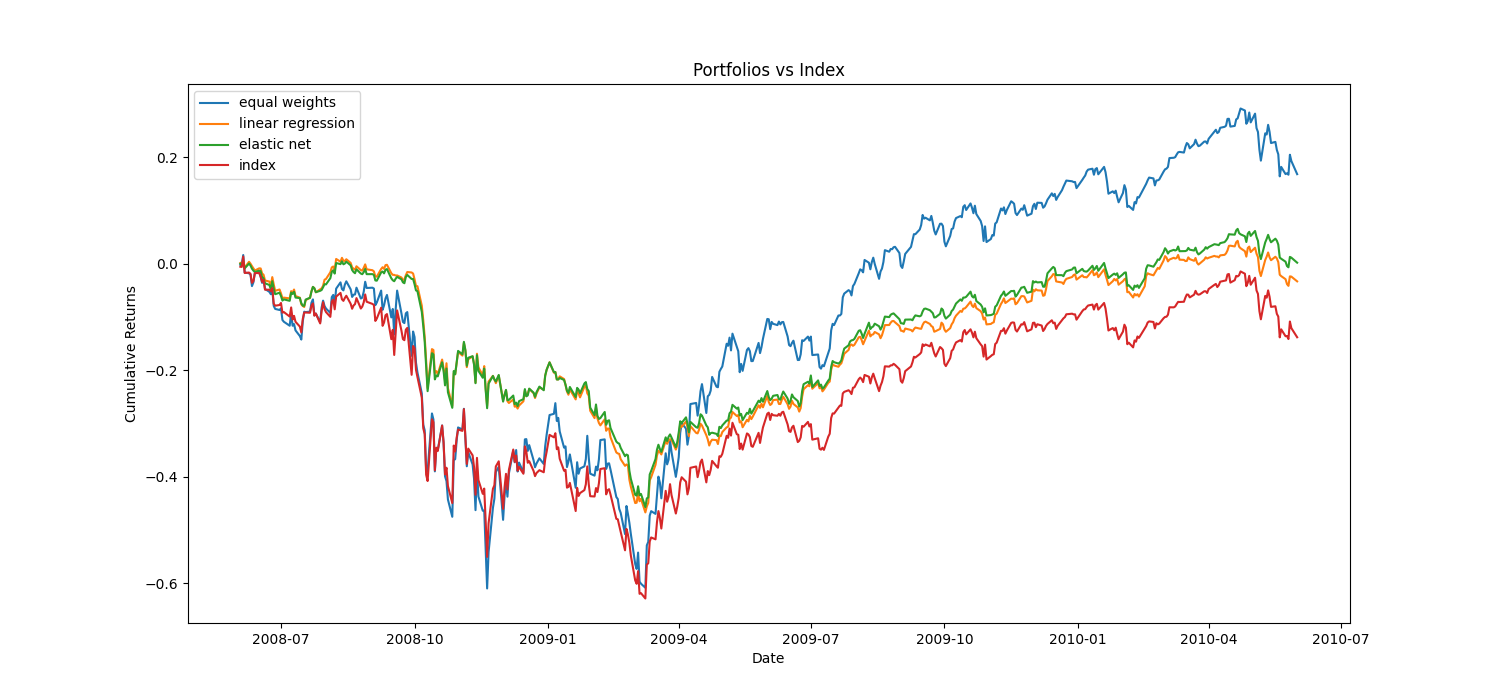 Portfolios vs Index
equal weights
linear regression
elastic net
index
0.2
0.0
−0.2
−0.4
−0.6
Cumulative Returns
2008-07 2008-10 2009-01 2009-04 2009-07 2009-10 2010-01 2010-04 2010-07
Date